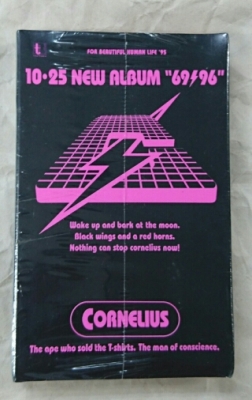 t
FOR BEAUTIFUL HUMAN LIFE '95
10·25 NEW ALBUM "69/96"
Wake up and bark at the moon.
Black wings and a red horns.
Nothing can stop cornelius now!
CORNELIUS
The ape who sold the T-shirts. The man of conscience.